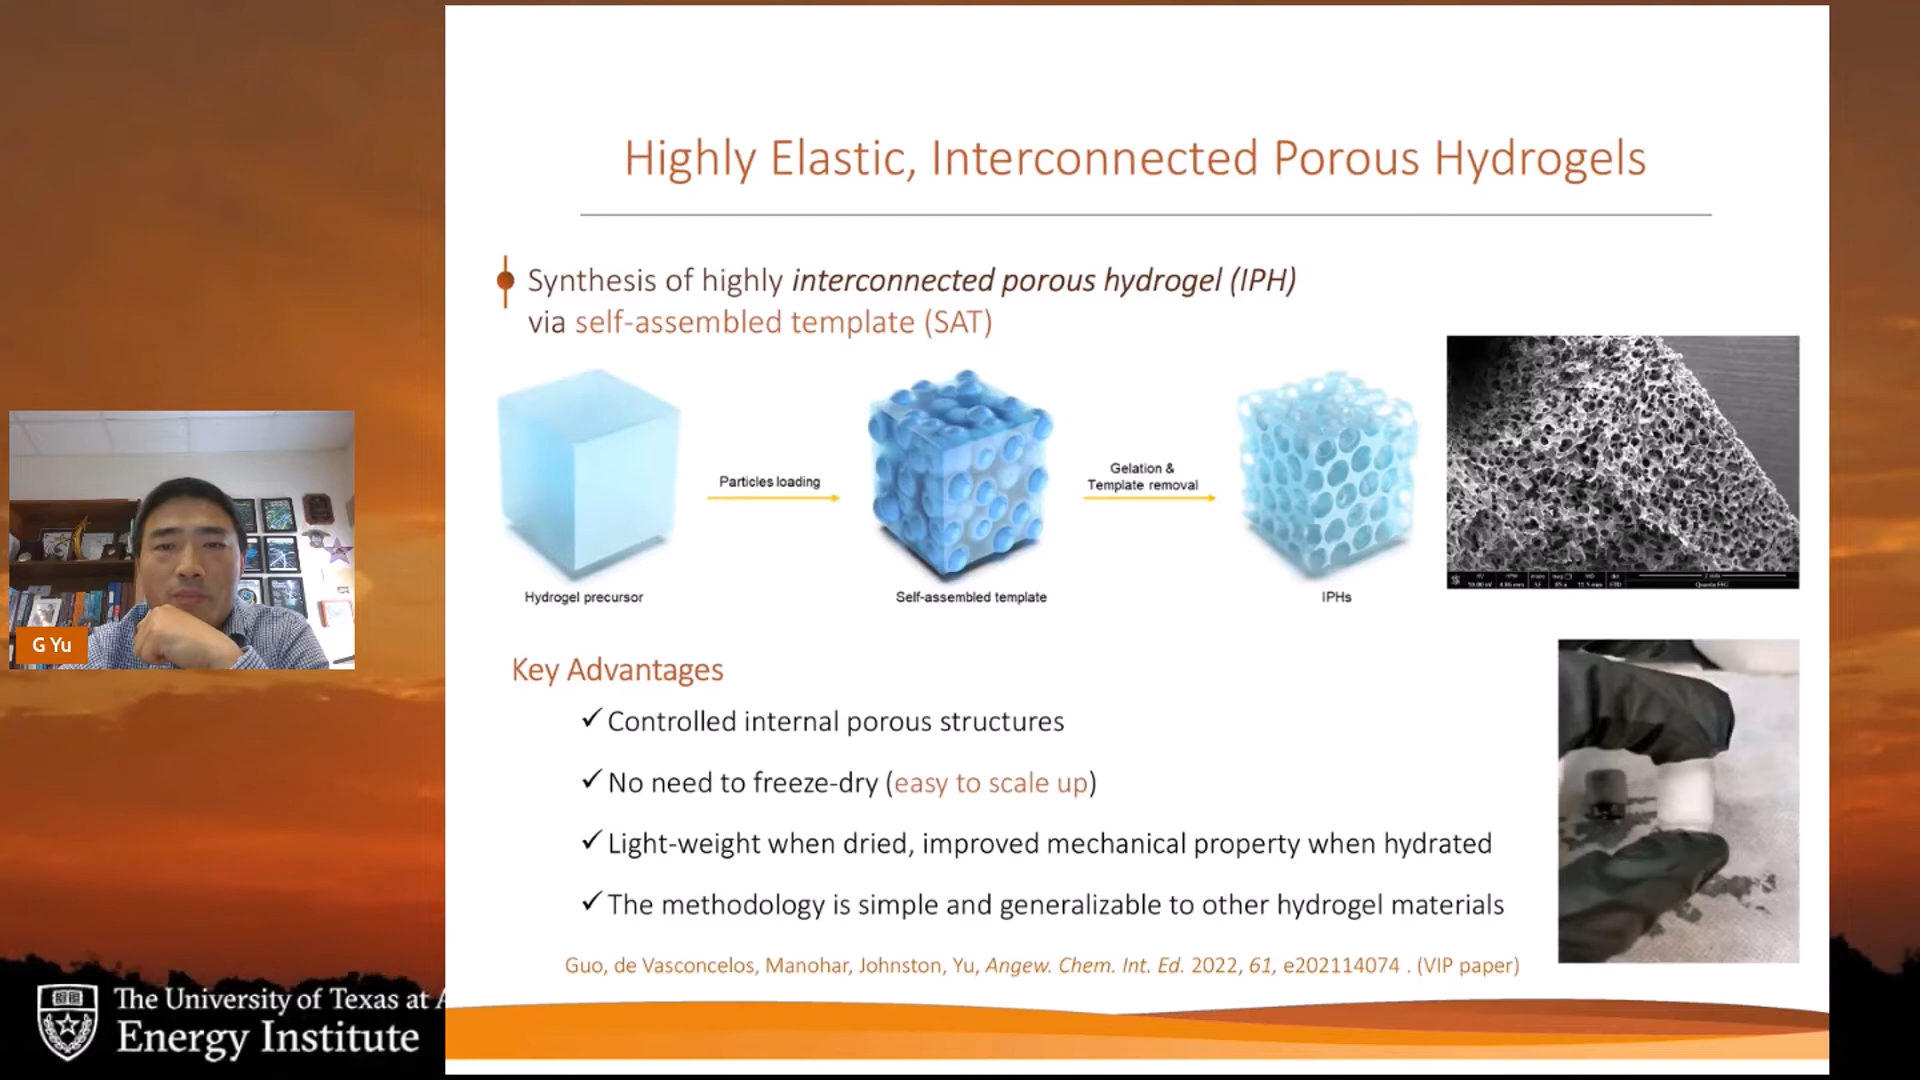 Highly Elastic, Interconnected Porous Hydrogels
Synthesis of highly interconnected porous hydrogel (IPH)
via self-assembled template (SAT)
Particles loading
Gelation &
Template removal
Hydrogel precursor
Self-assembled template
IPHs
G Yu
Key Advantages
✓ Controlled internal porous structures
✓ No need to freeze-dry (easy to scale up)
✓ Light-weight when dried, improved mechanical property when hydrated
✓ The methodology is simple and generalizable to other hydrogel materials
Guo, de Vasconcelos, Manohar, Johnston, Yu, Angew. Chem. Int. Ed. 2022, 61, e202114074 . (VIP paper)
The University of Texas at A
Energy Institute